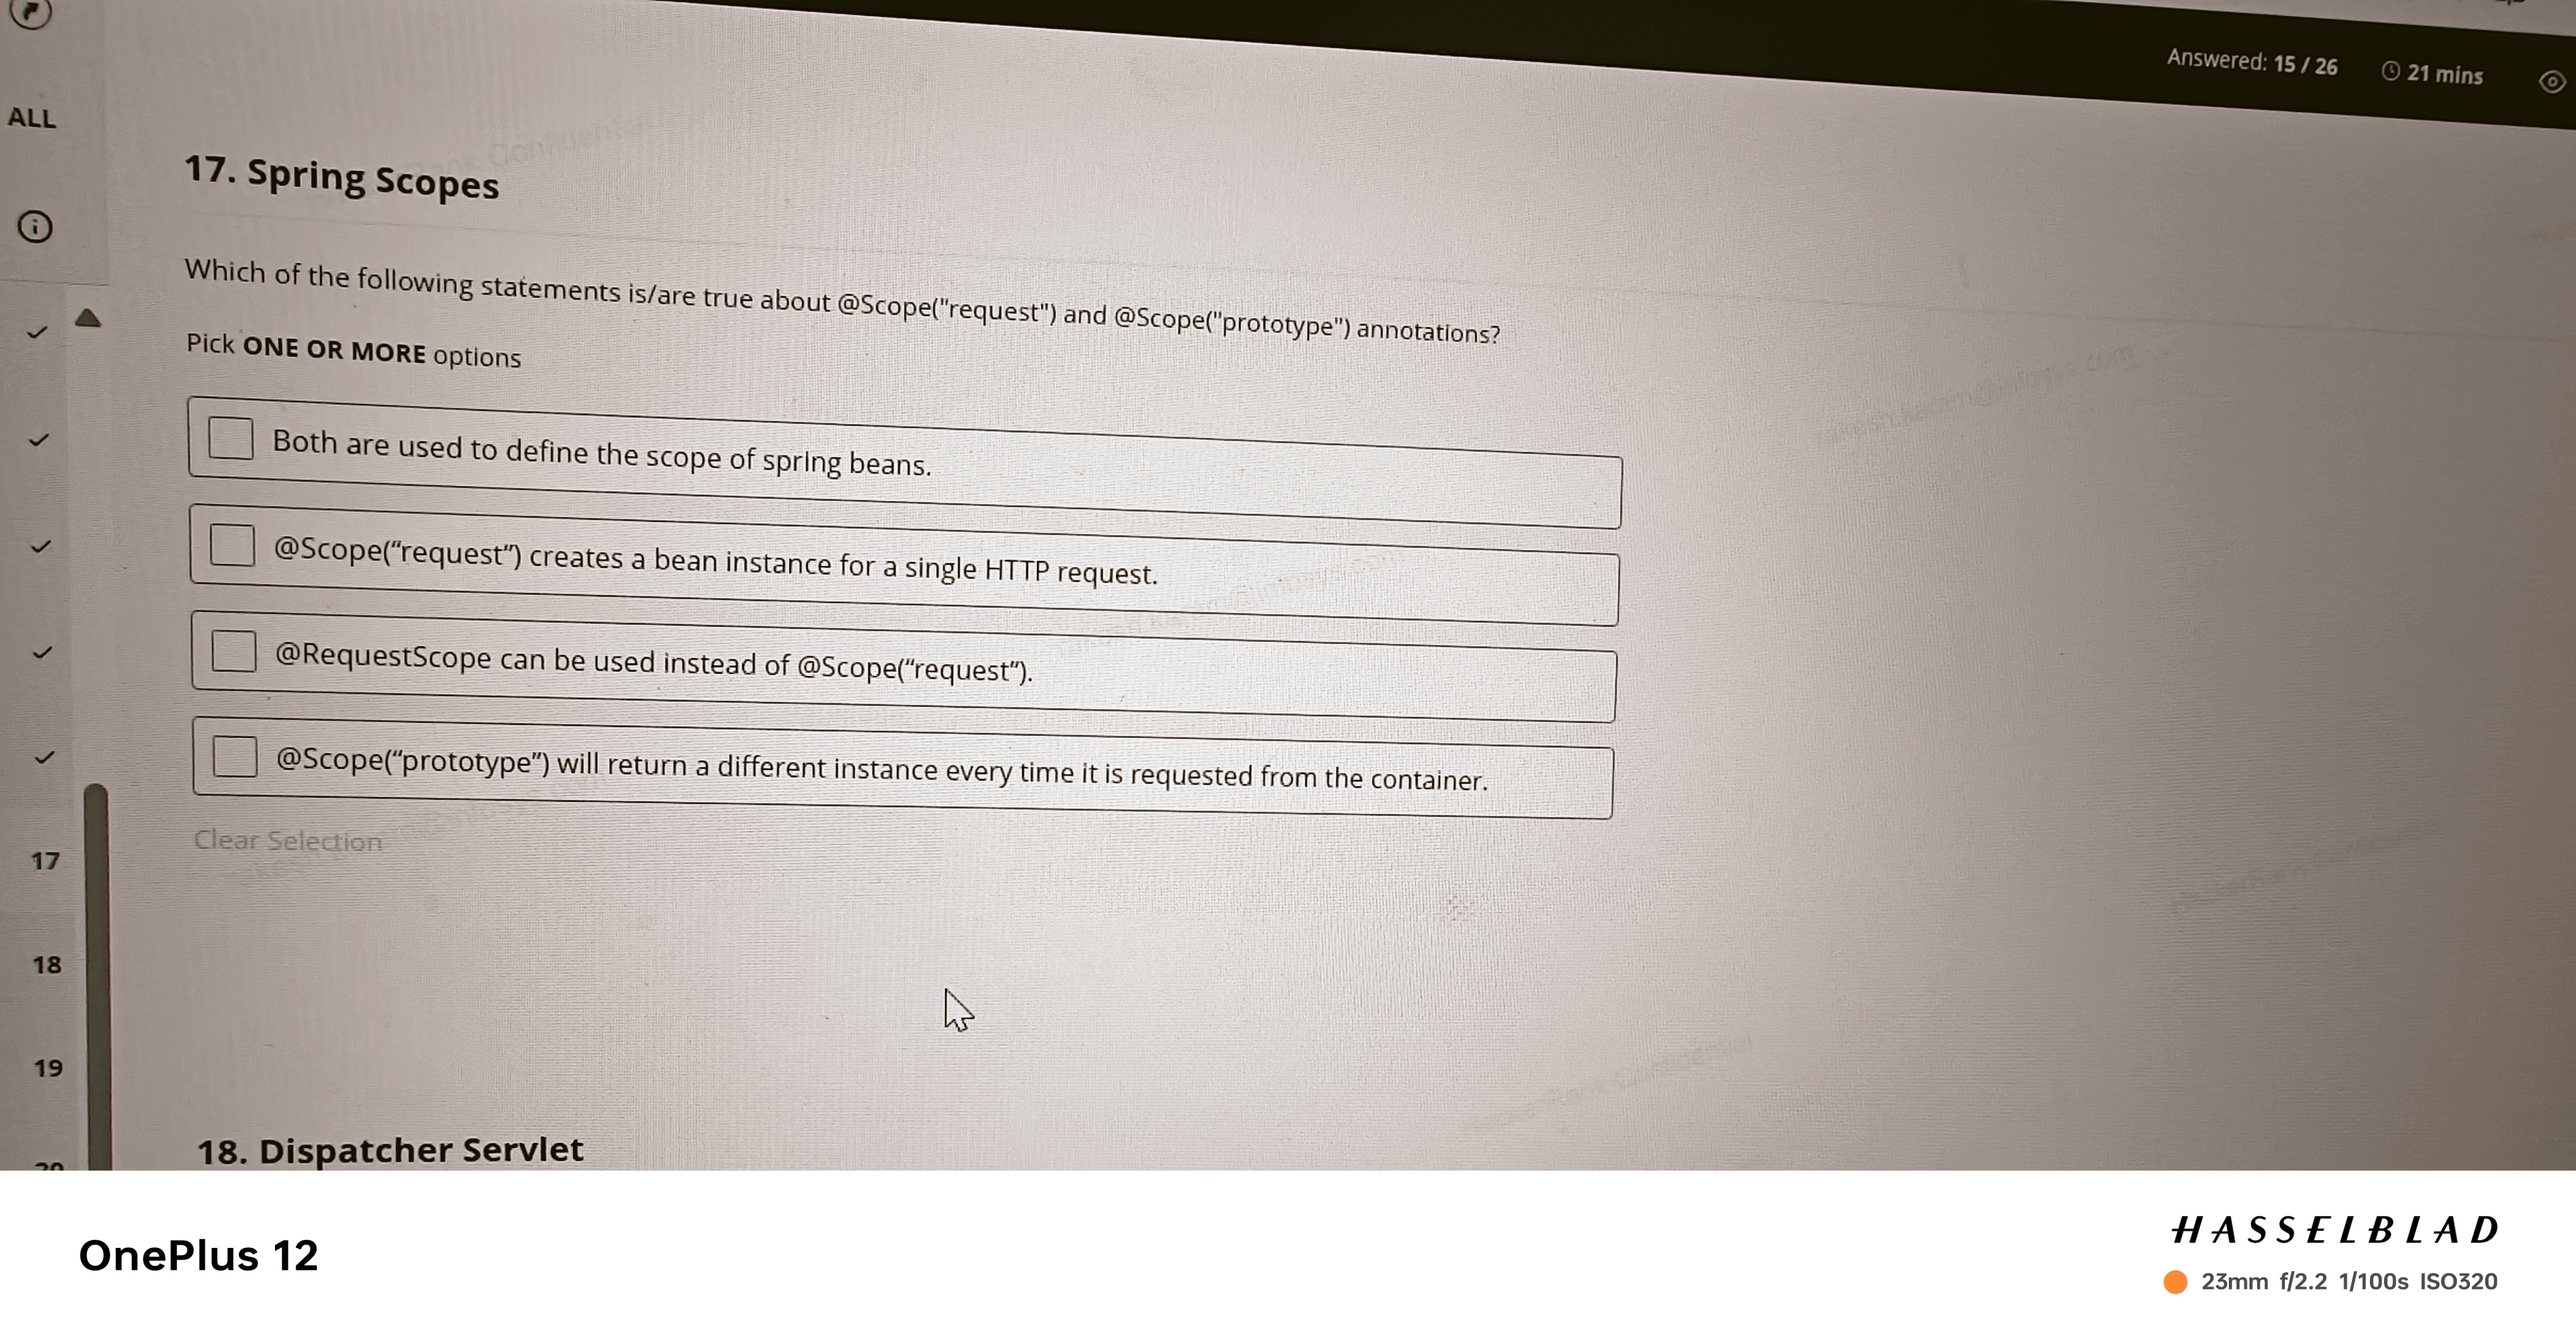 Answered: 15 / 26
21 mins
ALL
17. Spring Scopes
Which of the following statements is/are true about @Scope("request") and @Scope("prototype") annotations?
Pick ONE OR MORE options
Both are used to define the scope of spring beans.
@Scope(“request”) creates a bean instance for a single HTTP request.
@RequestScope can be used instead of @Scope(“request”).
@Scope(“prototype”) will return a different instance every time it is requested from the container.
Clear Selection
17
18
19
18. Dispatcher Servlet
OnePlus 12
HASSELBLAD
23mm f/2.2 1/100s ISO320